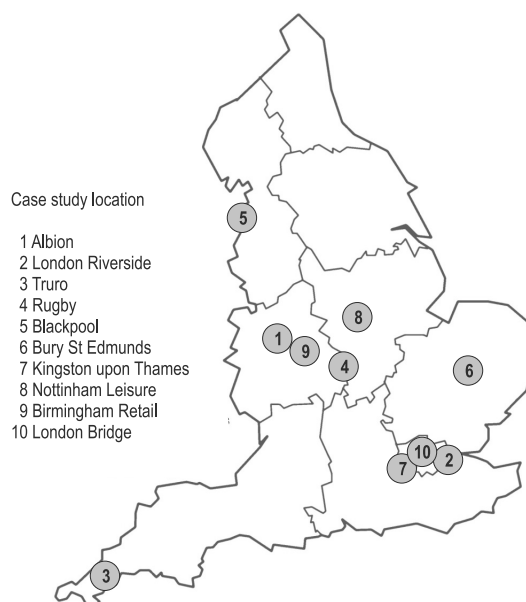 Case study location
1 Albion
2 London Riverside
3 Truro
4 Rugby
5 Blackpool
6 Bury St Edmunds
7 Kingston upon Thames
8 Nottinham Leisure
9 Birmingham Retail
10 London Bridge
5
8
1
9
4
6
10
2
7
3